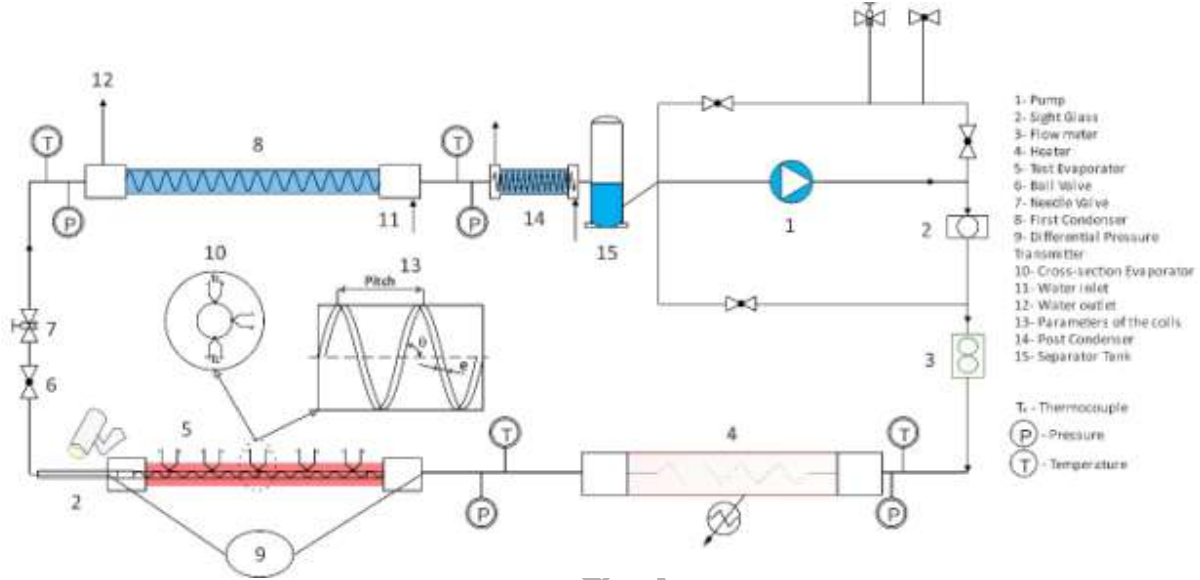 12
T
8
T
P
11
P
14
15
1
2
10
13
Pitch
θ
e
7
6
3
5
2
9
T
P
4
T
P
1- Pump
2- Sight Glass
3- Flow meter
4- Heater
5- Test Evaporator
6- Ball Valve
7- Needle Valve
8- First Condenser
9- Differential Pressure
Transmitter
10- Cross-section Evaporator
11- Water inlet
12- Water outlet
13- Parameters of the coils
14- Post Condenser
15- Separator Tank
- Thermocouple
P - Pressure
T - Temperature